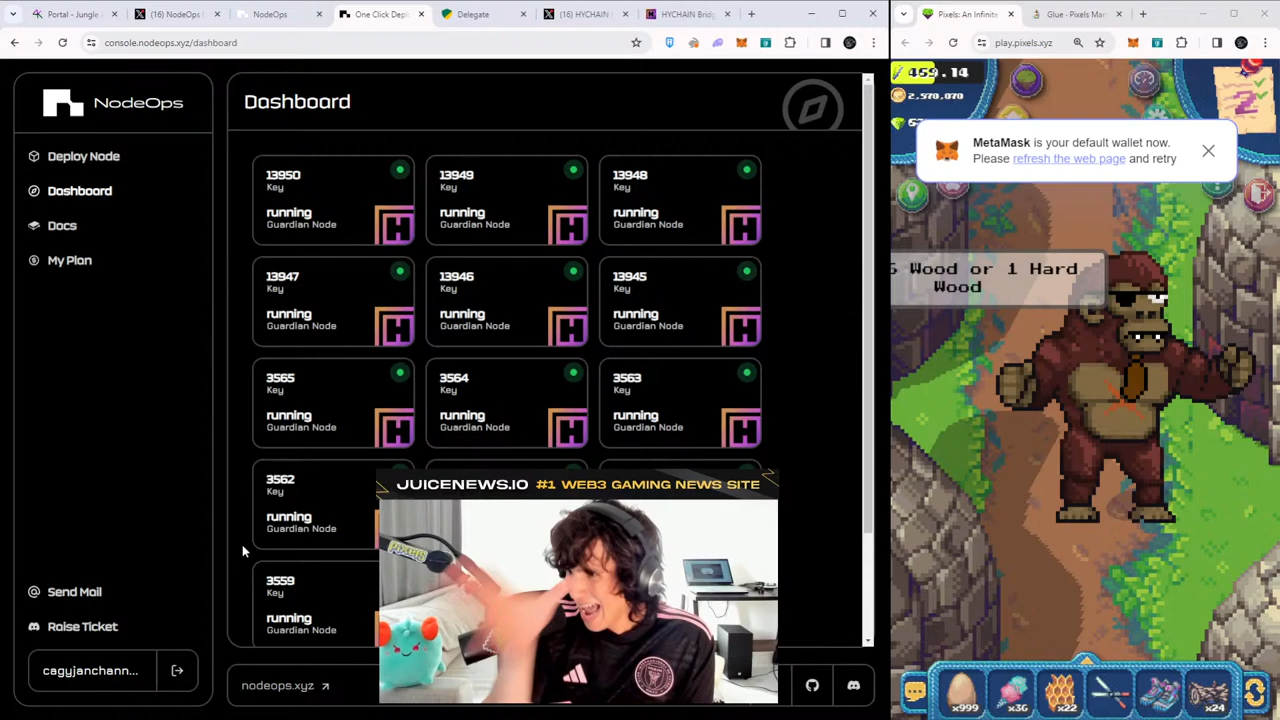 Portal - Jungle
(16) NodeOps
NodeOps
One Click Depl
Delegate
(16) HYCHAIN
HYCHAIN Bridg
console.nodeops.xyz/dashboard
NodeOps
Deploy Node
Dashboard
Docs
My Plan
Send Mail
Raise Ticket
cagyjanchann...
Dashboard
13950
Key
running
Guardian Node
13949
Key
running
Guardian Node
13948
Key
running
Guardian Node
13947
Key
running
Guardian Node
13946
Key
running
Guardian Node
13945
Key
running
Guardian Node
3565
Key
running
Guardian Node
3564
Key
running
Guardian Node
3563
Key
running
Guardian Node
3562
Key
running
Guardian Node
3559
Key
running
Guardian Node
nodeops.xyz
JUICENEWS.IO #1 WEB3 GAMING NEWS SITE
pixels
Pixels: An Infinite
Glue - Pixels Mar
play.pixels.xyz
459.14
2,970,070
MetaMask is your default wallet now.
Please refresh the web page and retry
Wood or 1 Hard
Wood
x999
x36
x22
x24